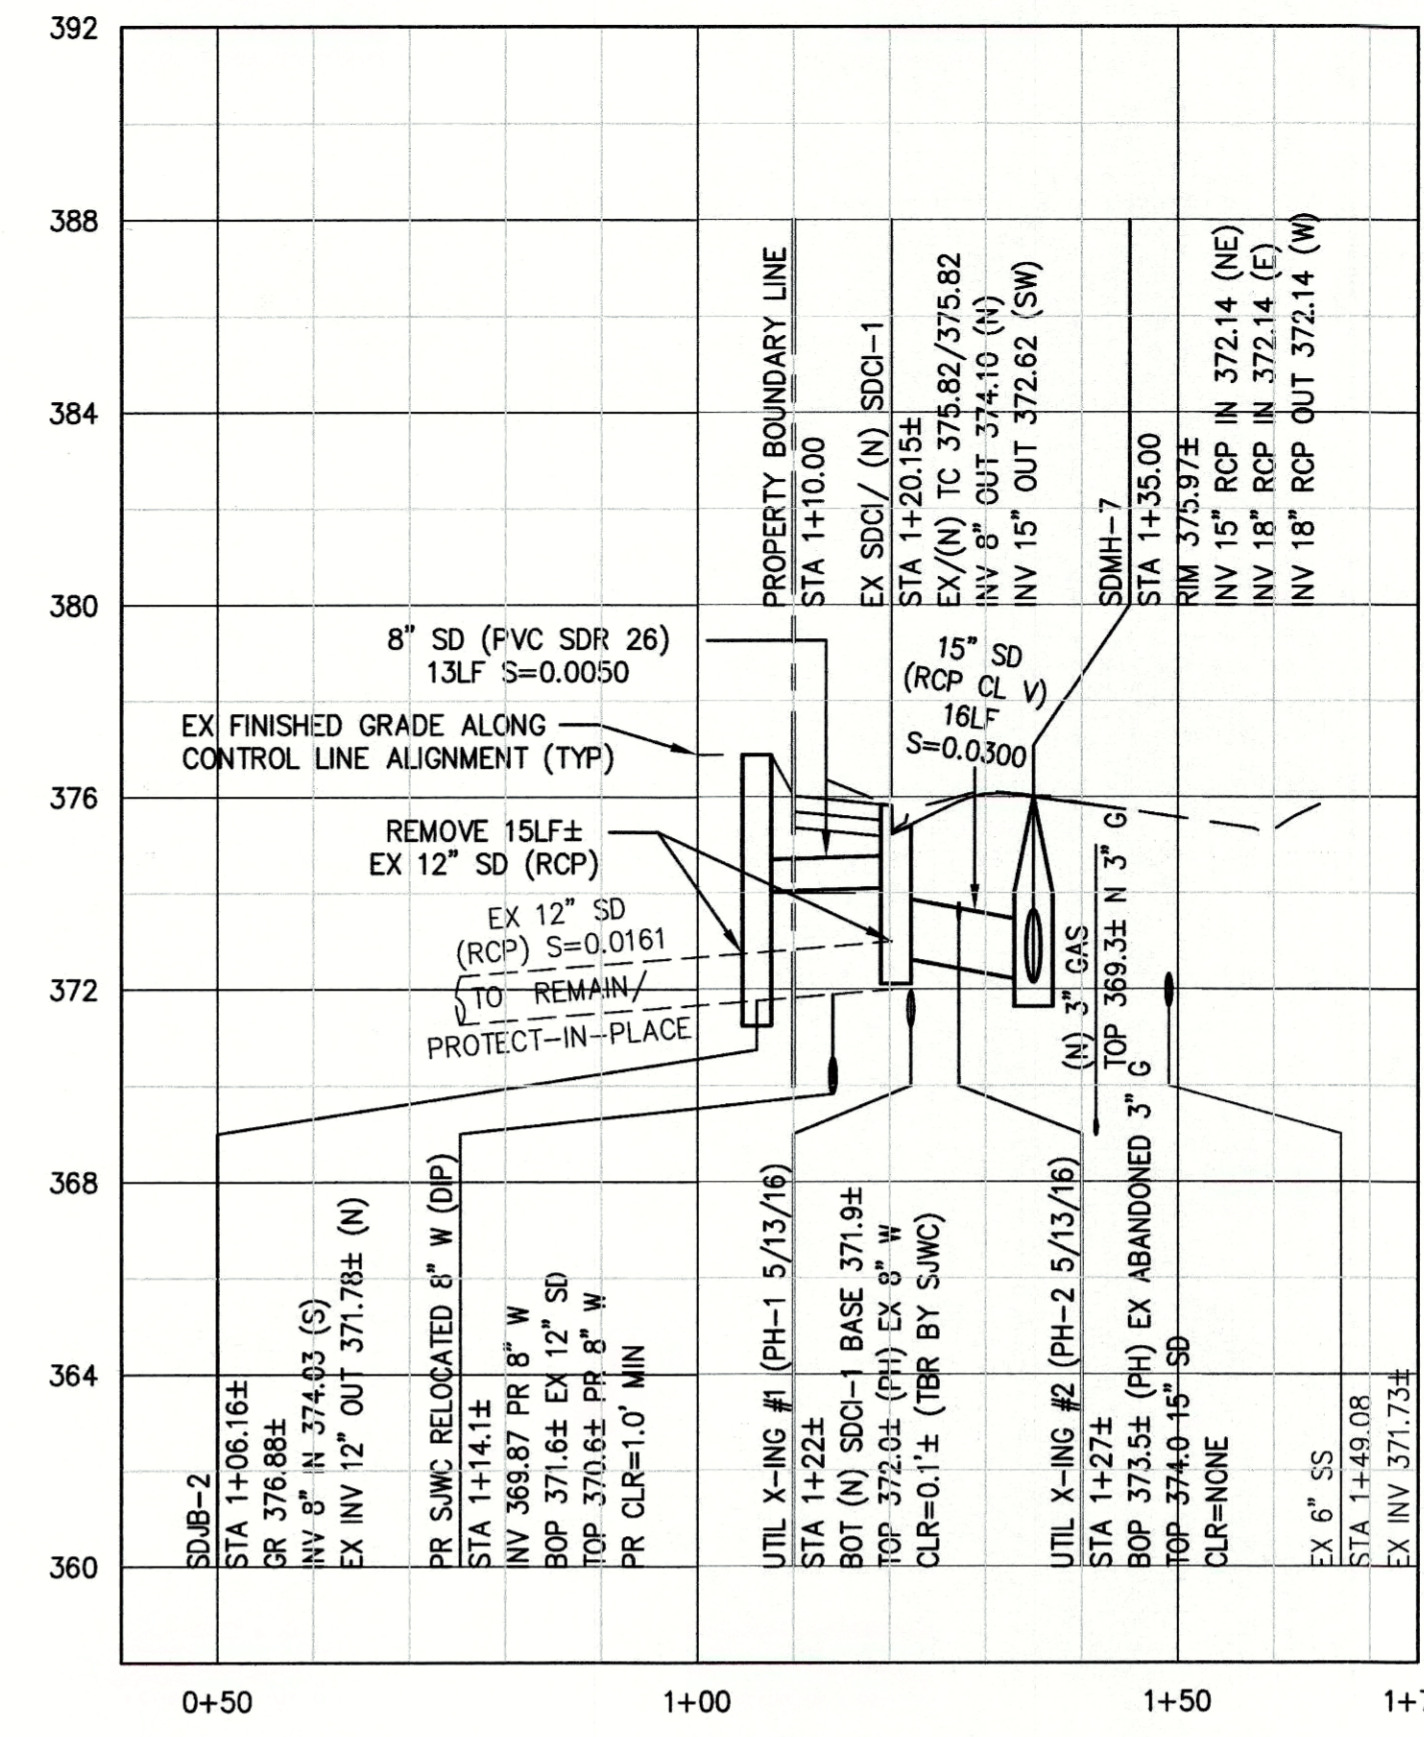 392
388
384
380
376
372
368
364
360
0+50
1+00
1+50
PROPERTY BOUNDARY LINE
STA 1+10.00
EX SDCI/ (N) SDCI-1
STA 1+20.15±
EX/(N) TC 375.82/375.82
INV 8" OUT 374.10 (N)
INV 15" OUT 372.62 (SW)
SDMH-7
STA 1+35.00
RIM 375.97±
INV 15" RCP IN 372.14 (NE)
INV 18" RCP IN 372.14 (E)
INV 18" RCP OUT 372.14 (W)
8" SD (PVC SDR 26)
13LF S=0.0050
15" SD
(RCP CL V)
16LF
S=0.0300
EX FINISHED GRADE ALONG
CONTROL LINE ALIGNMENT (TYP)
REMOVE 15LF±
EX 12" SD (RCP)
EX 12" SD
(RCP) S=0.0161
TO REMAIN/
PROTECT-IN-PLACE
(N) 3" GAS
TOP 369.3± N 3" G
SDJB-2
STA 1+06.16±
GR 376.88±
INV 8" IN 374.03 (S)
EX INV 12" OUT 371.78± (N)
PR SJWC RELOCATED 8" W (DIP)
STA 1+14.1±
INV 369.87 PR 8" W
BOP 371.6± EX 12" SD
TOP 370.6± PR 8" W
PR CLR=1.0' MIN
UTIL X-ING #1 (PH-1 5/13/16)
STA 1+22±
BOT (N) SDCI-1 BASE 371.9±
TOP 372.0± (PH) EX 8" W
CLR=0.1'± (TBR BY SJWC)
UTIL X-ING #2 (PH-2 5/13/16)
STA 1+27±
BOP 373.5± (PH) EX ABANDONED 3" G
TOP 374.0 15" SD
CLR=NONE
EX 6" SS
STA 1+49.08
EX INV 371.73±